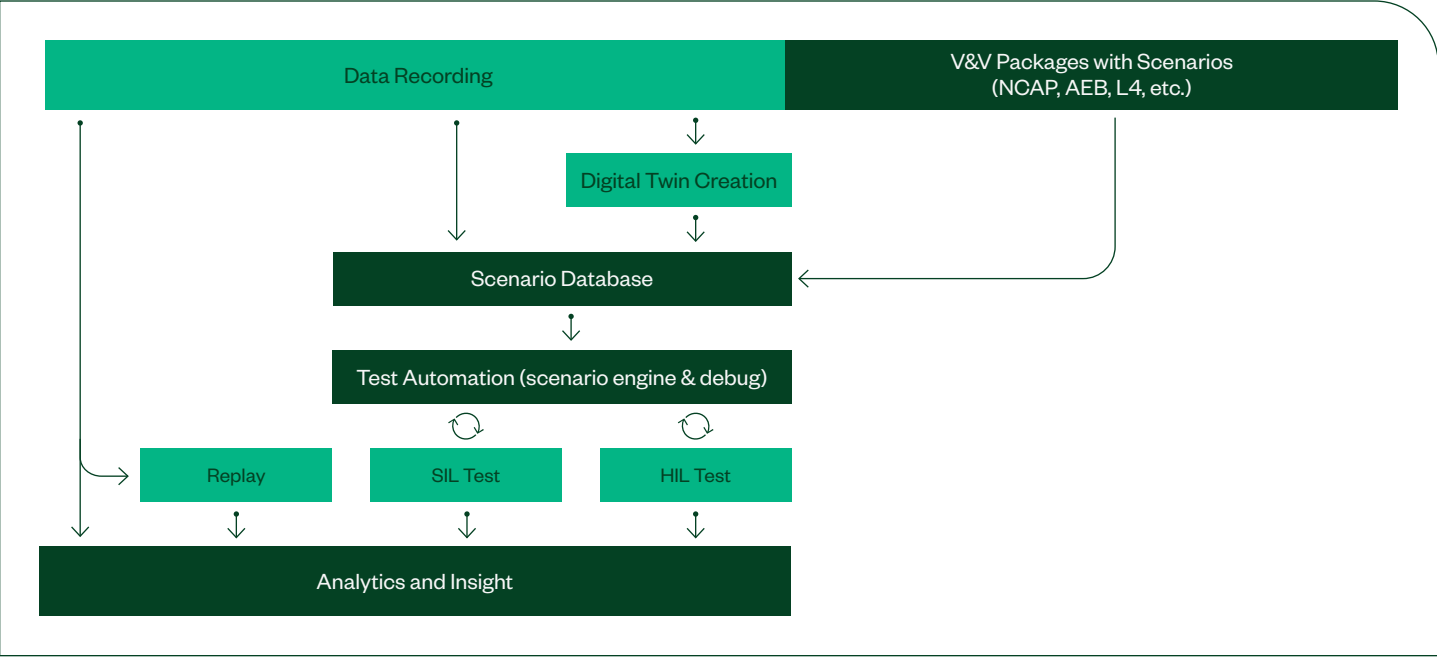 Data Recording
V&V Packages with Scenarios
(NCAP, AEB, L4, etc.)
Digital Twin Creation
Scenario Database
Test Automation (scenario engine & debug)
Replay
SIL Test
HIL Test
Analytics and Insight